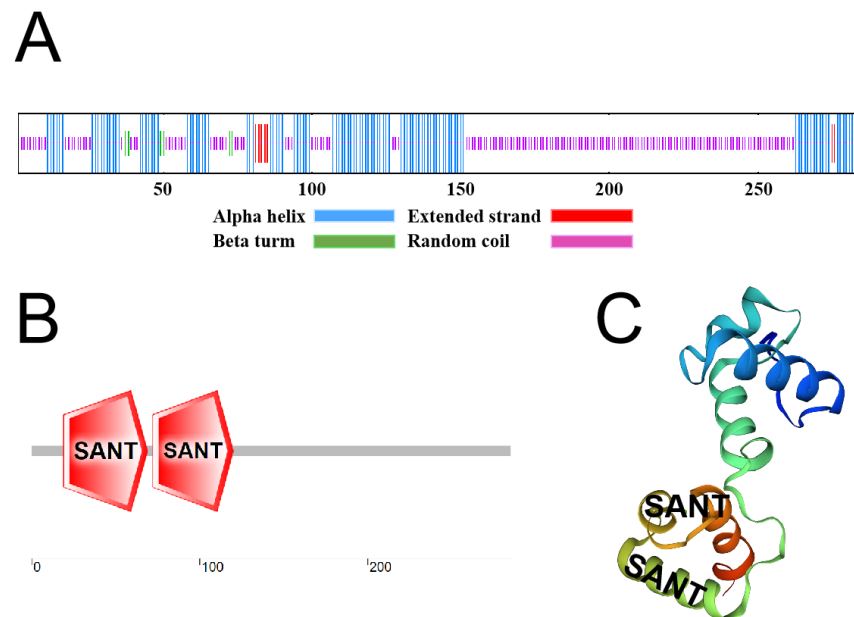 A
50 100 150 200 250
Alpha helix Extended strand
Beta turm Random coil
B
C
SANT SANT
0 100 200
SANT
SANT